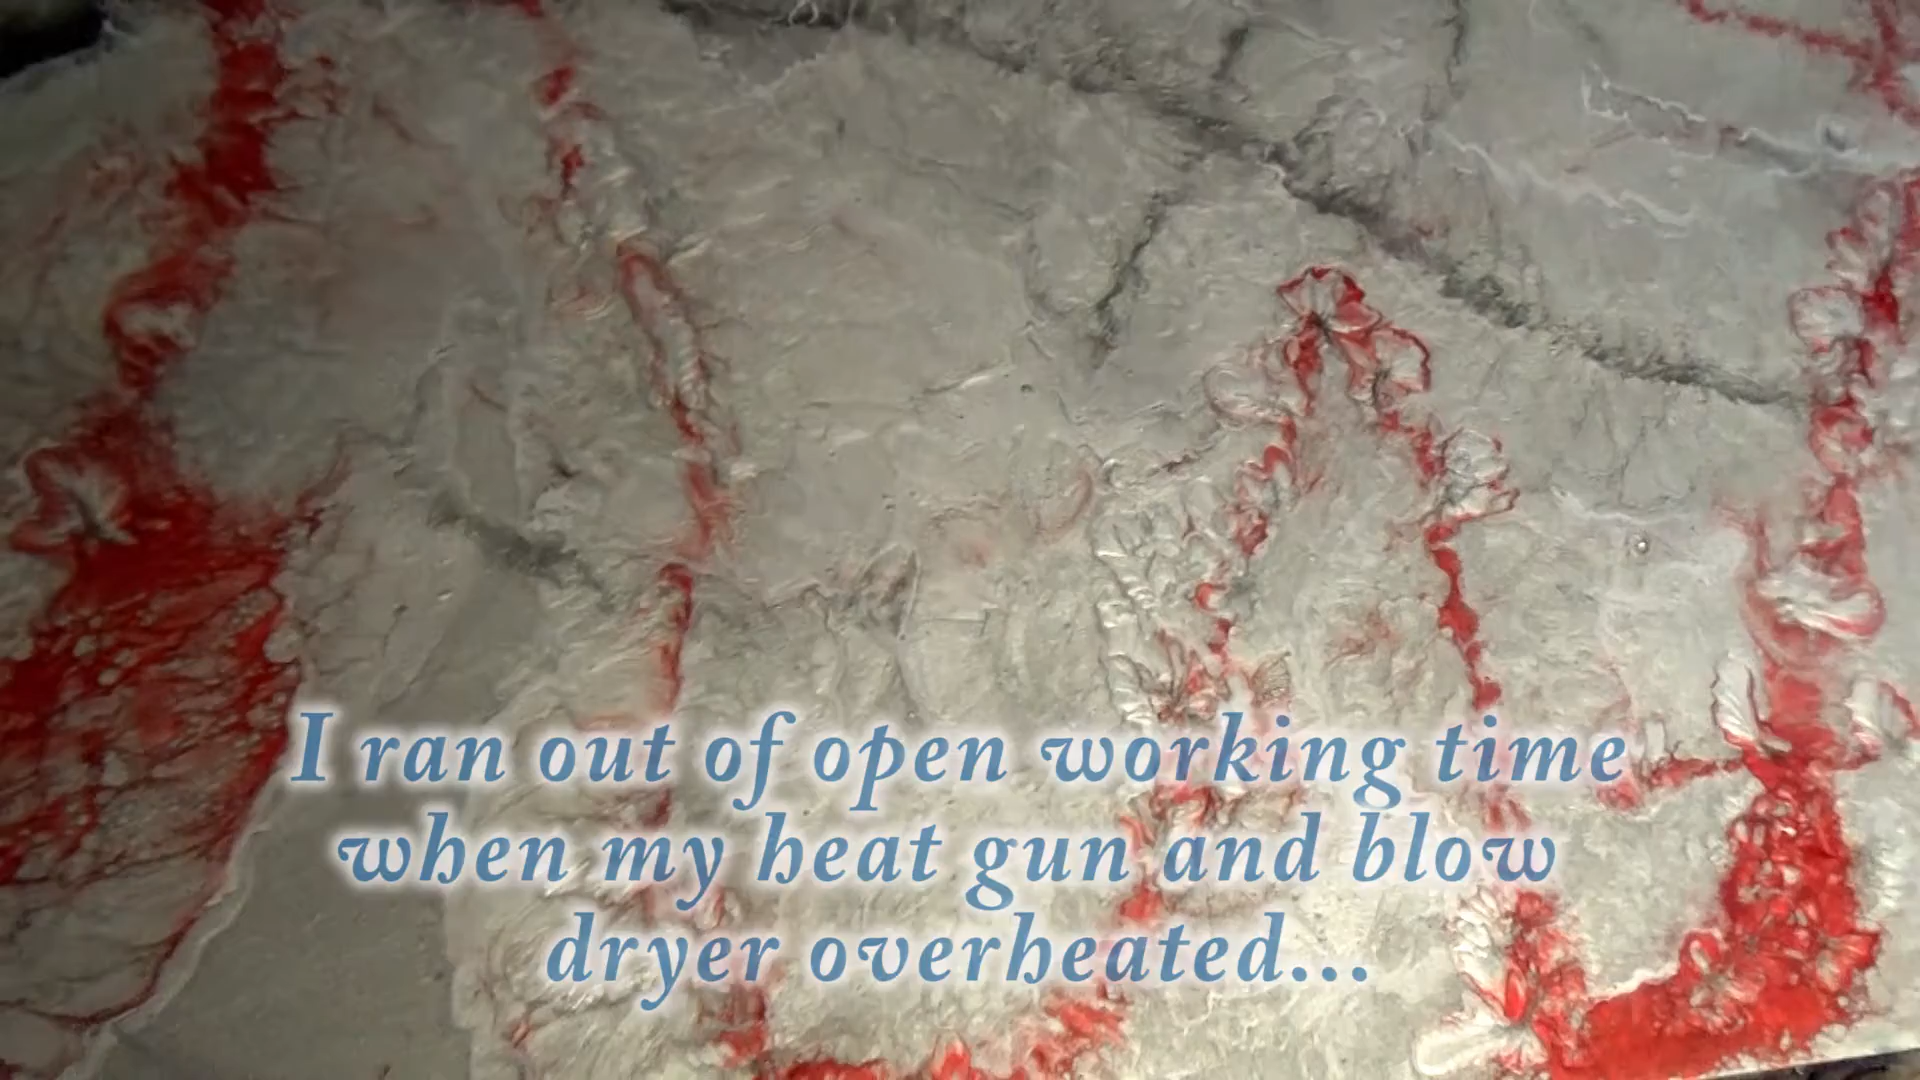 I ran out of open working time
when my heat gun and blow
dryer overheated...